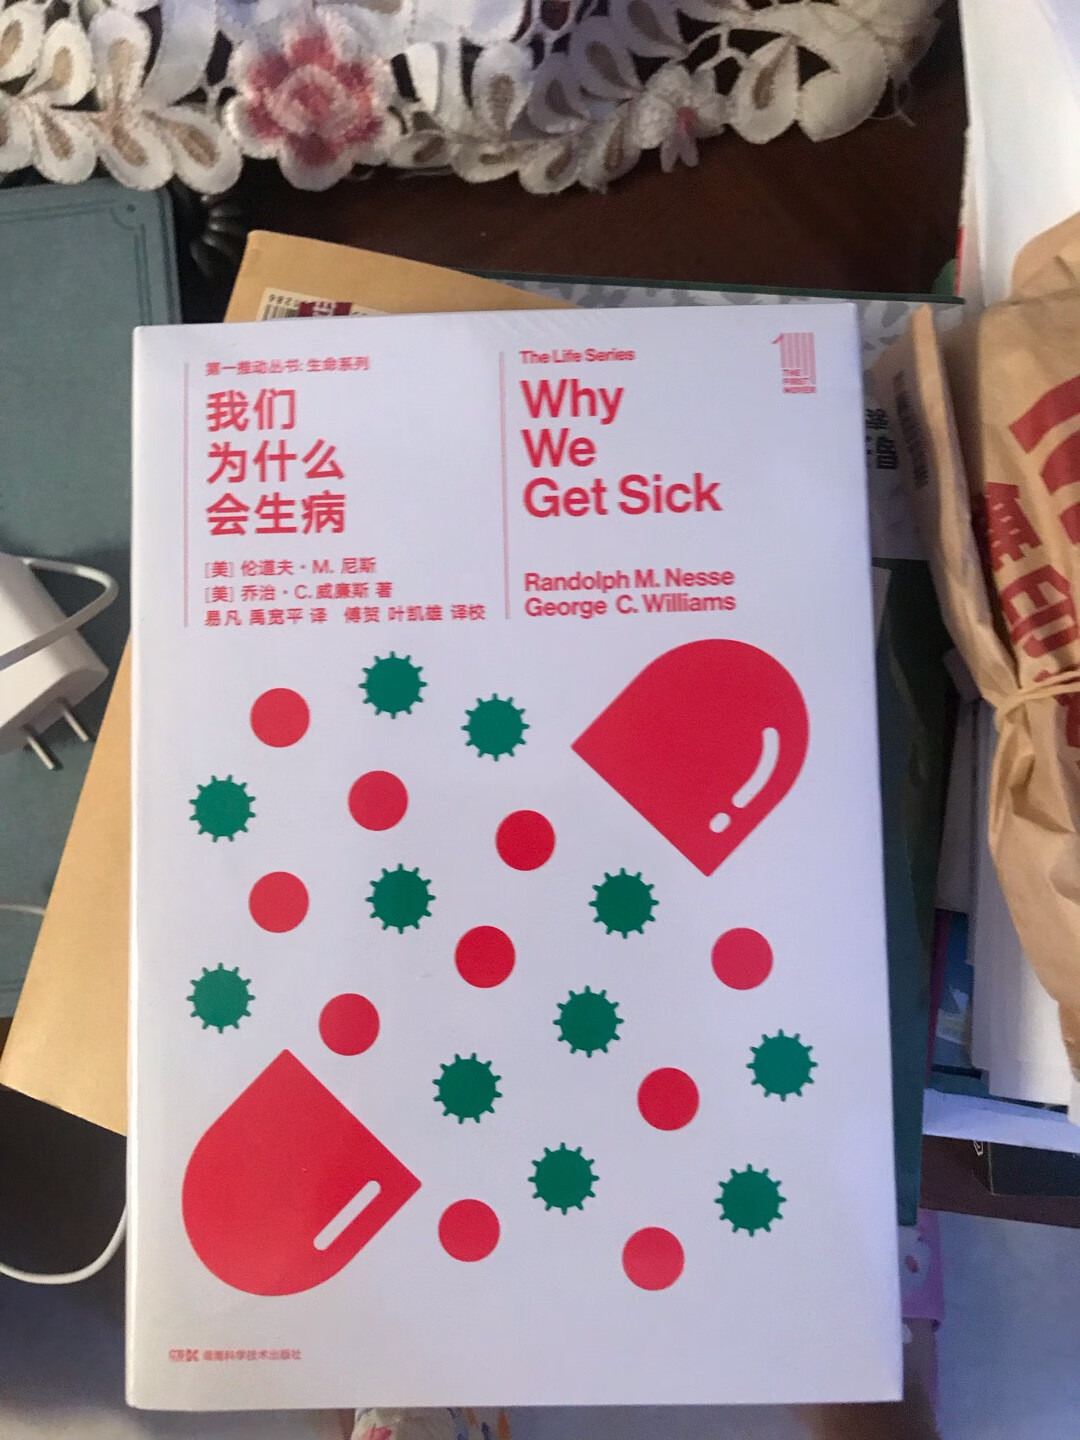 第一推动丛书: 生命系列
我们
为什么
会生病
[美] 伦道夫·M. 尼斯
[美] 乔治·C. 威廉斯 著
易凡 禹宽平 译 傅贺 叶凯雄 译校
The Life Series
Why
We
Get Sick
Randolph M. Nesse
George C. Williams
THE
FIRST
MOVER
湖南科学技术出版社